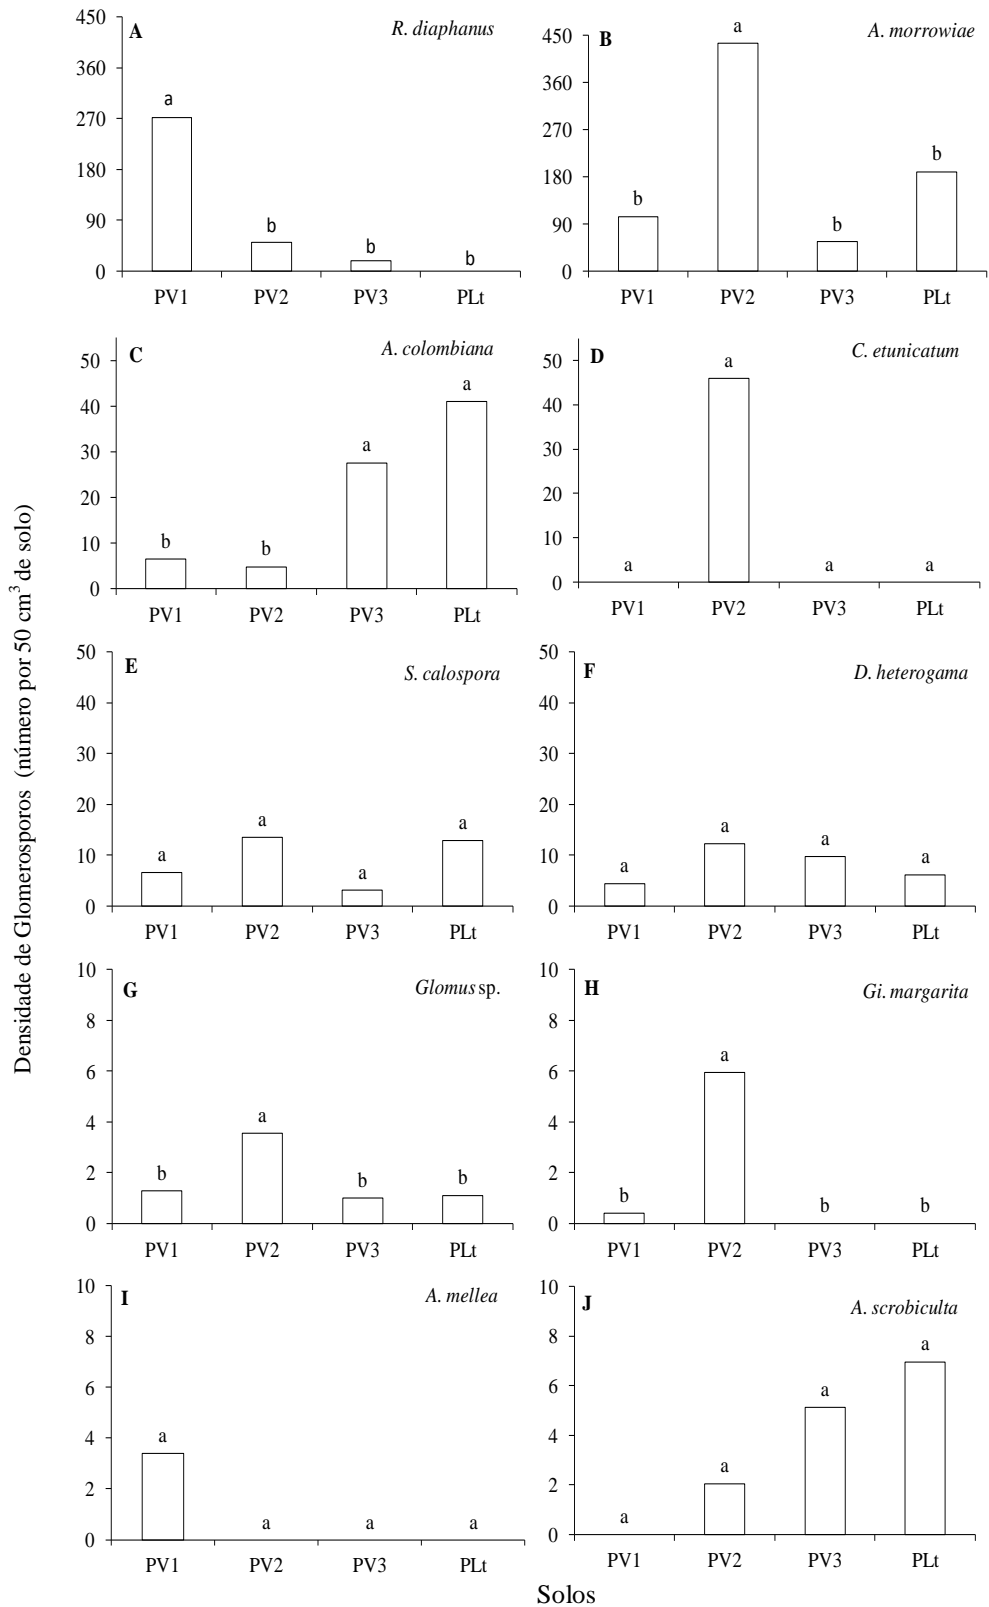 A
R. diaphanus
450
360
270
180
90
0
a
b
b
b
PV1 PV2 PV3 PLt
B
A. morrowiae
450
360
270
180
90
0
b
a
b
b
PV1 PV2 PV3 PLt
C
A. colombiana
50
40
30
20
10
0
b
b
a
a
PV1 PV2 PV3 PLt
D
C. etunicatum
50
40
30
20
10
0
a
a
a
a
PV1 PV2 PV3 PLt
E
S. calospora
50
40
30
20
10
0
a
a
a
a
PV1 PV2 PV3 PLt
F
D. heterogama
50
40
30
20
10
0
a
a
a
a
PV1 PV2 PV3 PLt
G
Glomus sp.
10
8
6
4
2
0
b
a
b
b
PV1 PV2 PV3 PLt
H
Gi. margarita
10
8
6
4
2
0
b
a
b
b
PV1 PV2 PV3 PLt
I
A. mellea
10
8
6
4
2
0
a
a
a
a
PV1 PV2 PV3 PLt
J
A. scrobiculta
10
8
6
4
2
0
a
a
a
a
PV1 PV2 PV3 PLt
Densidade de Glomerosporos (número por 50 cm³ de solo)
Solos